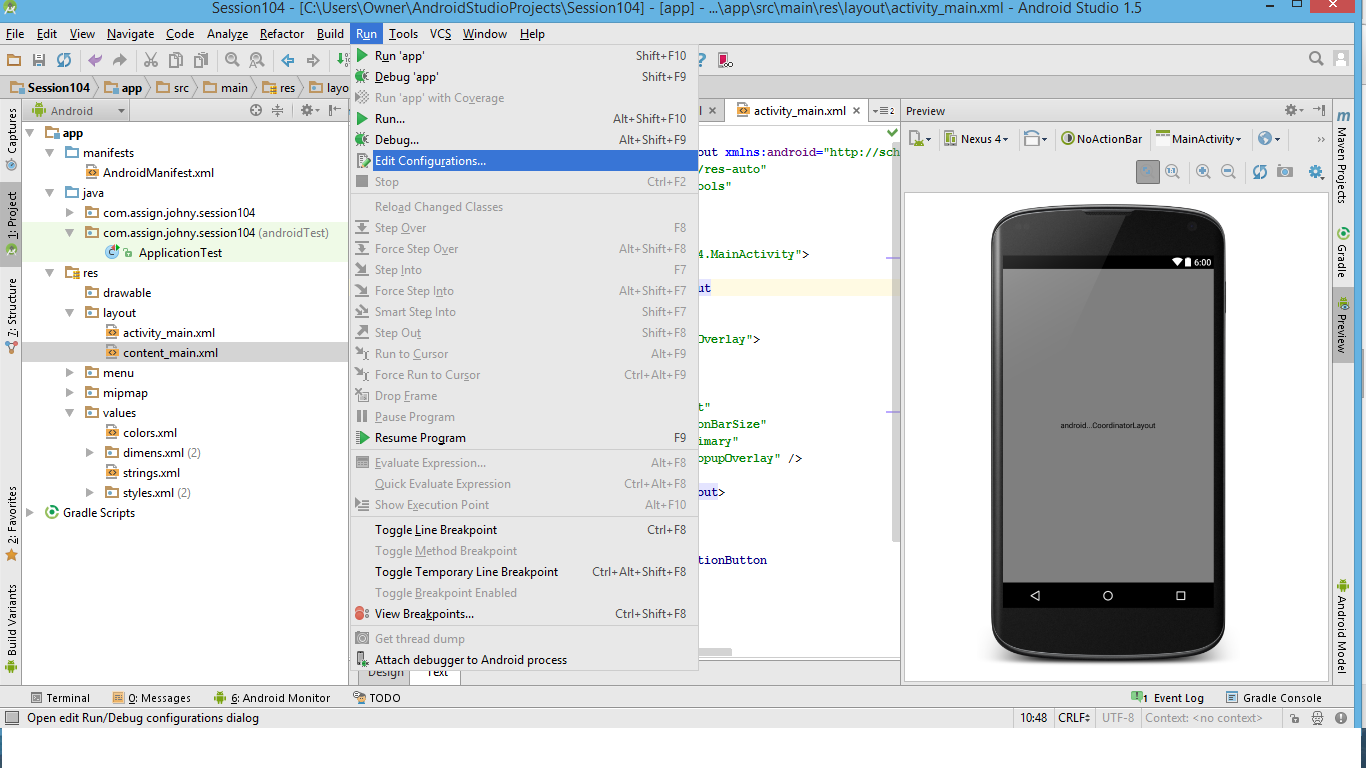 Session104 - [C:\Users\Owner\AndroidStudioProjects\Session104] - [app] - ...\app\src\main\res\layout\activity_main.xml - Android Studio 1.5
File Edit View Navigate Code Analyze Refactor Build Run Tools VCS Window Help
Session104 app src main res layo
Android
app
manifests
AndroidManifest.xml
java
com.assign.johny.session104
com.assign.johny.session104 (androidTest)
ApplicationTest
res
drawable
layout
activity_main.xml
content_main.xml
menu
mipmap
values
colors.xml
dimens.xml (2)
strings.xml
styles.xml (2)
Gradle Scripts
Captures
1: Project
7: Structure
2: Favorites
Build Variants
Run 'app' Shift+F10
Debug 'app' Shift+F9
Run 'app' with Coverage
Run... Alt+Shift+F10
Debug... Alt+Shift+F9
Edit Configurations...
Stop Ctrl+F2
Reload Changed Classes
Step Over F8
Force Step Over Alt+Shift+F8
Step Into F7
Force Step Into Alt+Shift+F7
Smart Step Into Shift+F7
Step Out Shift+F8
Run to Cursor Alt+F9
Force Run to Cursor Ctrl+Alt+F9
Drop Frame
Pause Program
Resume Program F9
Evaluate Expression... Alt+F8
Quick Evaluate Expression Ctrl+Alt+F8
Show Execution Point Alt+F10
Toggle Line Breakpoint Ctrl+F8
Toggle Method Breakpoint
Toggle Temporary Line Breakpoint Ctrl+Alt+Shift+F8
Toggle Breakpoint Enabled
View Breakpoints... Ctrl+Shift+F8
Get thread dump
Attach debugger to Android process
activity_main.xml
2
out xmlns:android="http://sch
/res-auto"
ools"
4.MainActivity">
ut
Overlay">
t"
onBarSize"
imary"
opupOverlay" />
out>
tionButton
Design Text
Preview
Nexus 4 NoActionBar MainActivity
6:00
android...CoordinatorLayout
Maven Projects
Gradle
Preview
Android Model
Terminal 0: Messages 6: Android Monitor TODO 1 Event Log Gradle Console
Open edit Run/Debug configurations dialog 10:48 CRLF UTF-8 Context: <no context>